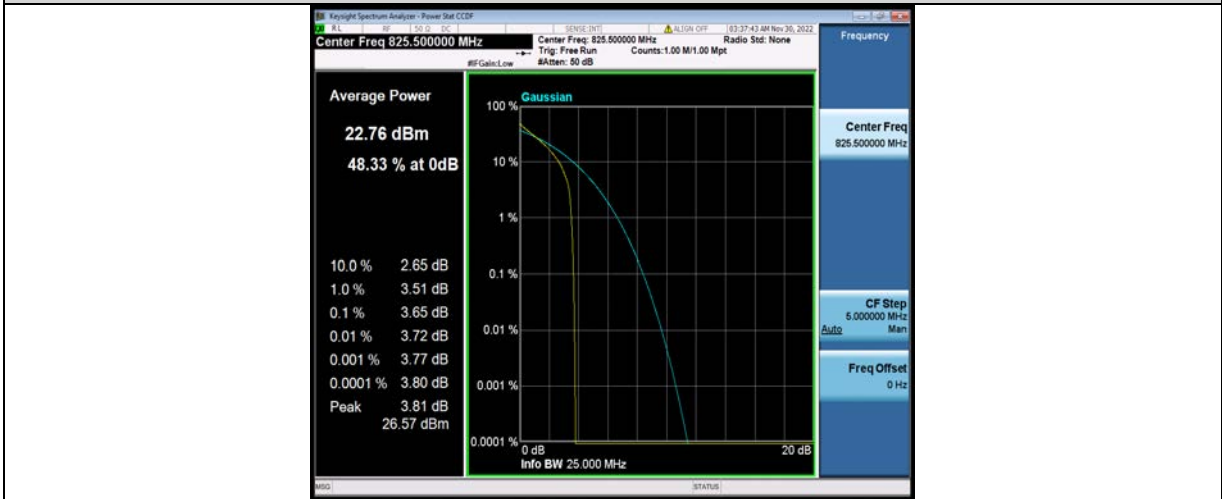 Keysight Spectrum Analyzer - Power Stat CCDF
RL RF 50 Ω DC SENSE:INT ALIGN OFF 03:37:43 AM Nov 30, 2022
Center Freq 825.500000 MHz
Center Freq: 825.500000 MHz Radio Std: None
Trig: Free Run Counts:1.00 M/1.00 Mpt
#IFGain:Low #Atten: 50 dB
Frequency
Average Power
22.76 dBm
48.33 % at 0dB
10.0 % 2.65 dB
1.0 % 3.51 dB
0.1 % 3.65 dB
0.01 % 3.72 dB
0.001 % 3.77 dB
0.0001 % 3.80 dB
Peak 3.81 dB
26.57 dBm
Gaussian
100 %
10 %
1 %
0.1 %
0.01 %
0.001 %
0.0001 %
0 dB 20 dB
Info BW 25.000 MHz
Center Freq
825.500000 MHz
CF Step
5.000000 MHz
Auto Man
Freq Offset
0 Hz
MSG STATUS